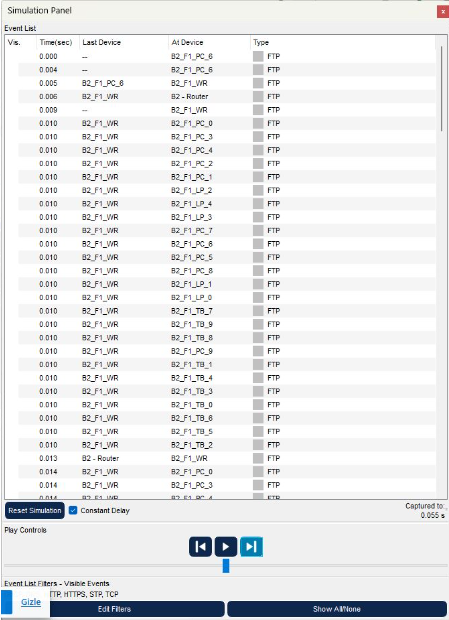 Simulation Panel
x
Event List
Vis. Time(sec) Last Device At Device Type
0.000 -- B2_F1_PC_6 FTP
0.004 -- B2_F1_PC_6 FTP
0.005 B2_F1_PC_6 B2_F1_WR FTP
0.006 B2_F1_WR B2 - Router FTP
0.009 -- B2_F1_WR FTP
0.010 B2_F1_WR B2_F1_PC_0 FTP
0.010 B2_F1_WR B2_F1_PC_3 FTP
0.010 B2_F1_WR B2_F1_PC_4 FTP
0.010 B2_F1_WR B2_F1_PC_2 FTP
0.010 B2_F1_WR B2_F1_PC_1 FTP
0.010 B2_F1_WR B2_F1_LP_2 FTP
0.010 B2_F1_WR B2_F1_LP_4 FTP
0.010 B2_F1_WR B2_F1_LP_3 FTP
0.010 B2_F1_WR B2_F1_PC_7 FTP
0.010 B2_F1_WR B2_F1_PC_6 FTP
0.010 B2_F1_WR B2_F1_PC_5 FTP
0.010 B2_F1_WR B2_F1_PC_8 FTP
0.010 B2_F1_WR B2_F1_LP_1 FTP
0.010 B2_F1_WR B2_F1_LP_0 FTP
0.010 B2_F1_WR B2_F1_TB_7 FTP
0.010 B2_F1_WR B2_F1_TB_9 FTP
0.010 B2_F1_WR B2_F1_TB_8 FTP
0.010 B2_F1_WR B2_F1_PC_9 FTP
0.010 B2_F1_WR B2_F1_TB_1 FTP
0.010 B2_F1_WR B2_F1_TB_4 FTP
0.010 B2_F1_WR B2_F1_TB_3 FTP
0.010 B2_F1_WR B2_F1_TB_0 FTP
0.010 B2_F1_WR B2_F1_TB_6 FTP
0.010 B2_F1_WR B2_F1_TB_5 FTP
0.010 B2_F1_WR B2_F1_TB_2 FTP
0.013 B2 - Router B2_F1_WR FTP
0.014 B2_F1_WR B2_F1_PC_0 FTP
0.014 B2_F1_WR B2_F1_PC_3 FTP
0.014 B2_F1_WR B2_F1_PC_4 FTP
Reset Simulation Constant Delay Captured to:
0.055 s
Play Controls
Event List Filters - Visible Events
TTP, HTTPS, STP, TCP
Gizle
Edit Filters Show All/None